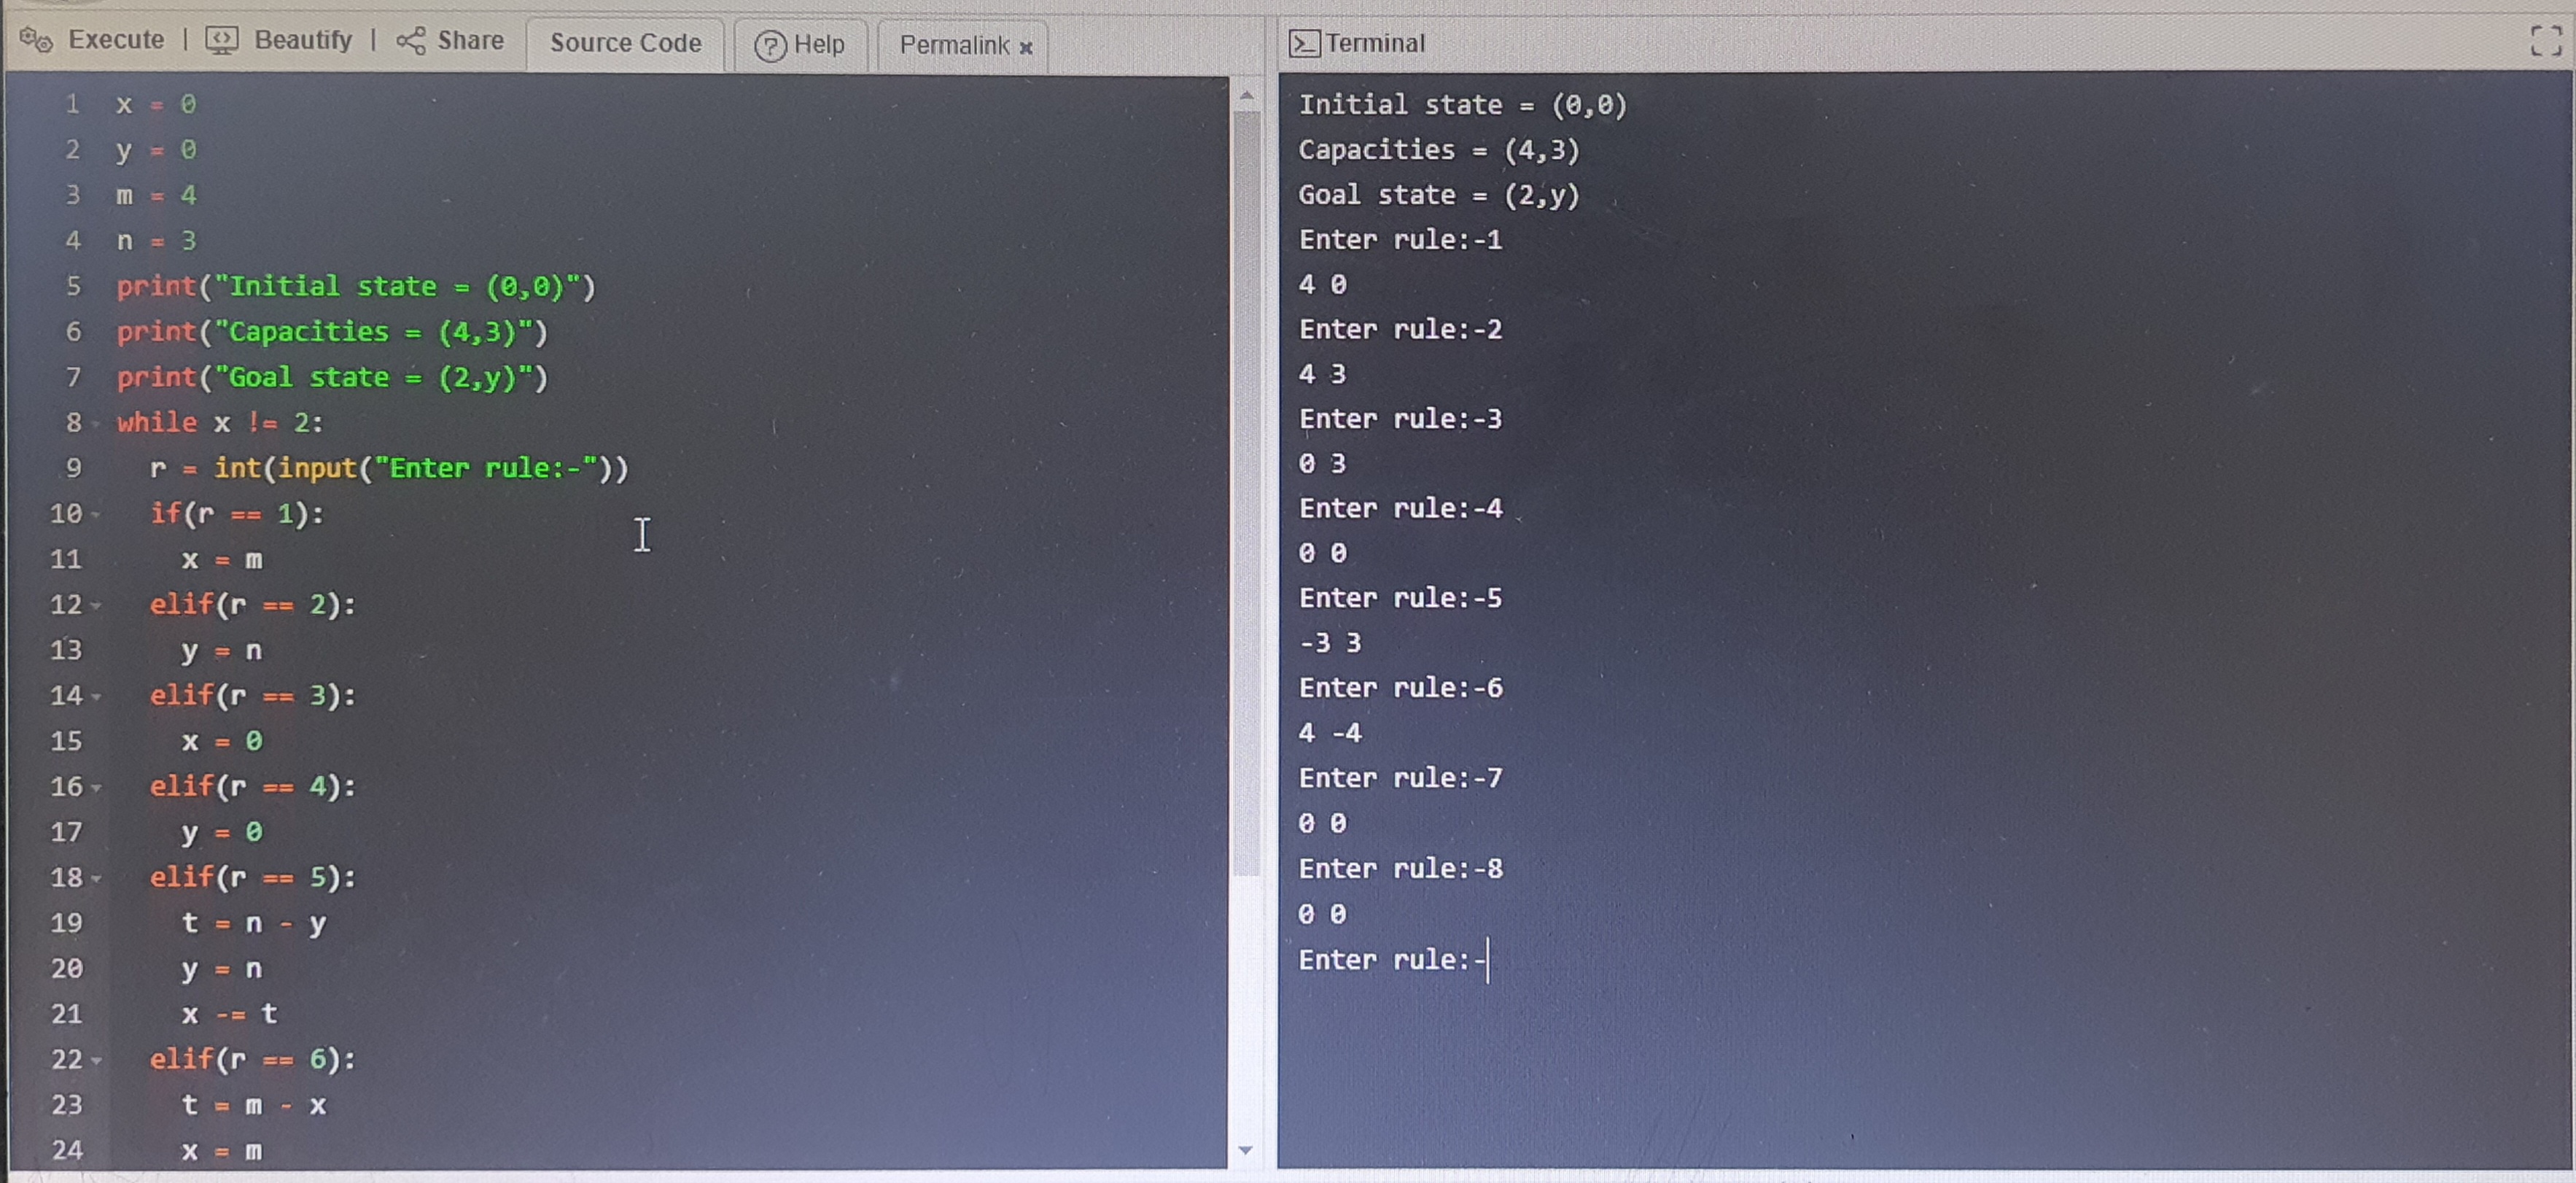 Execute | Beautify | Share Source Code Help Permalink x
1 x = 0
2 y = 0
3 m = 4
4 n = 3
5 print("Initial state = (0,0)")
6 print("Capacities = (4,3)")
7 print("Goal state = (2,y)")
8 while x != 2:
9 r = int(input("Enter rule:-"))
10 if(r == 1):
11 x = m
12 elif(r == 2):
13 y = n
14 elif(r == 3):
15 x = 0
16 elif(r == 4):
17 y = 0
18 elif(r == 5):
19 t = n - y
20 y = n
21 x -= t
22 elif(r == 6):
23 t = m - x
24 x = m
Terminal
Initial state = (0,0)
Capacities = (4,3)
Goal state = (2,y)
Enter rule:-1
4 0
Enter rule:-2
4 3
Enter rule:-3
0 3
Enter rule:-4
0 0
Enter rule:-5
-3 3
Enter rule:-6
4 -4
Enter rule:-7
0 0
Enter rule:-8
0 0
Enter rule:-